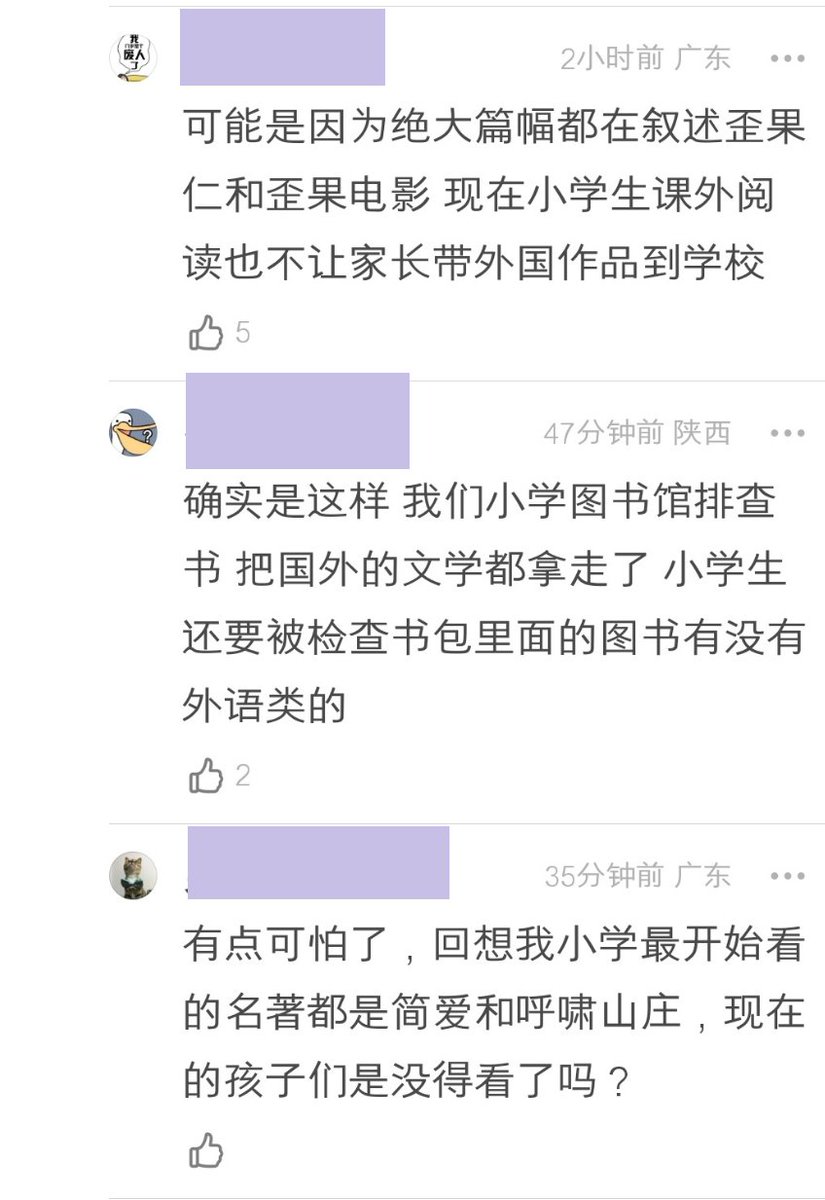 我
废人
了
2小时前 广东
可能是因为绝大篇幅都在叙述歪果
仁和歪果电影 现在小学生课外阅
读也不让家长带外国作品到学校
5
?
47分钟前 陕西
确实是这样 我们小学图书馆排查
书 把国外的文学都拿走了 小学生
还要被检查书包里面的图书有没有
外语类的
2
35分钟前 广东
有点可怕了，回想我小学最开始看
的名著都是简爱和呼啸山庄，现在
的孩子们是没得看了吗？